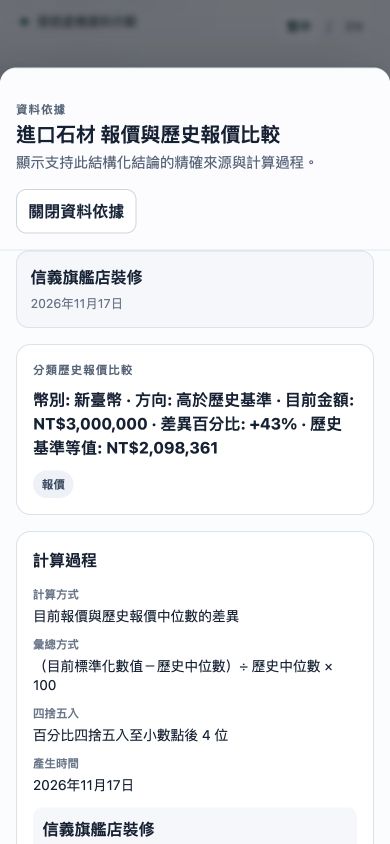 資料依據
進口石材 報價與歷史報價比較
顯示支持此結構化結論的精確來源與計算過程。
關閉資料依據
信義旗艦店裝修
2026年11月17日
分類歷史報價比較
幣別: 新臺幣 · 方向: 高於歷史基準 · 目前金額:
NT$3,000,000 · 差異百分比: +43% · 歷史
基準等值: NT$2,098,361
報價
計算過程
計算方式
目前報價與歷史報價中位數的差異
彙總方式
（目前標準化數值－歷史中位數）÷ 歷史中位數 ×
100
四捨五入
百分比四捨五入至小數點後 4 位
產生時間
2026年11月17日
信義旗艦店裝修